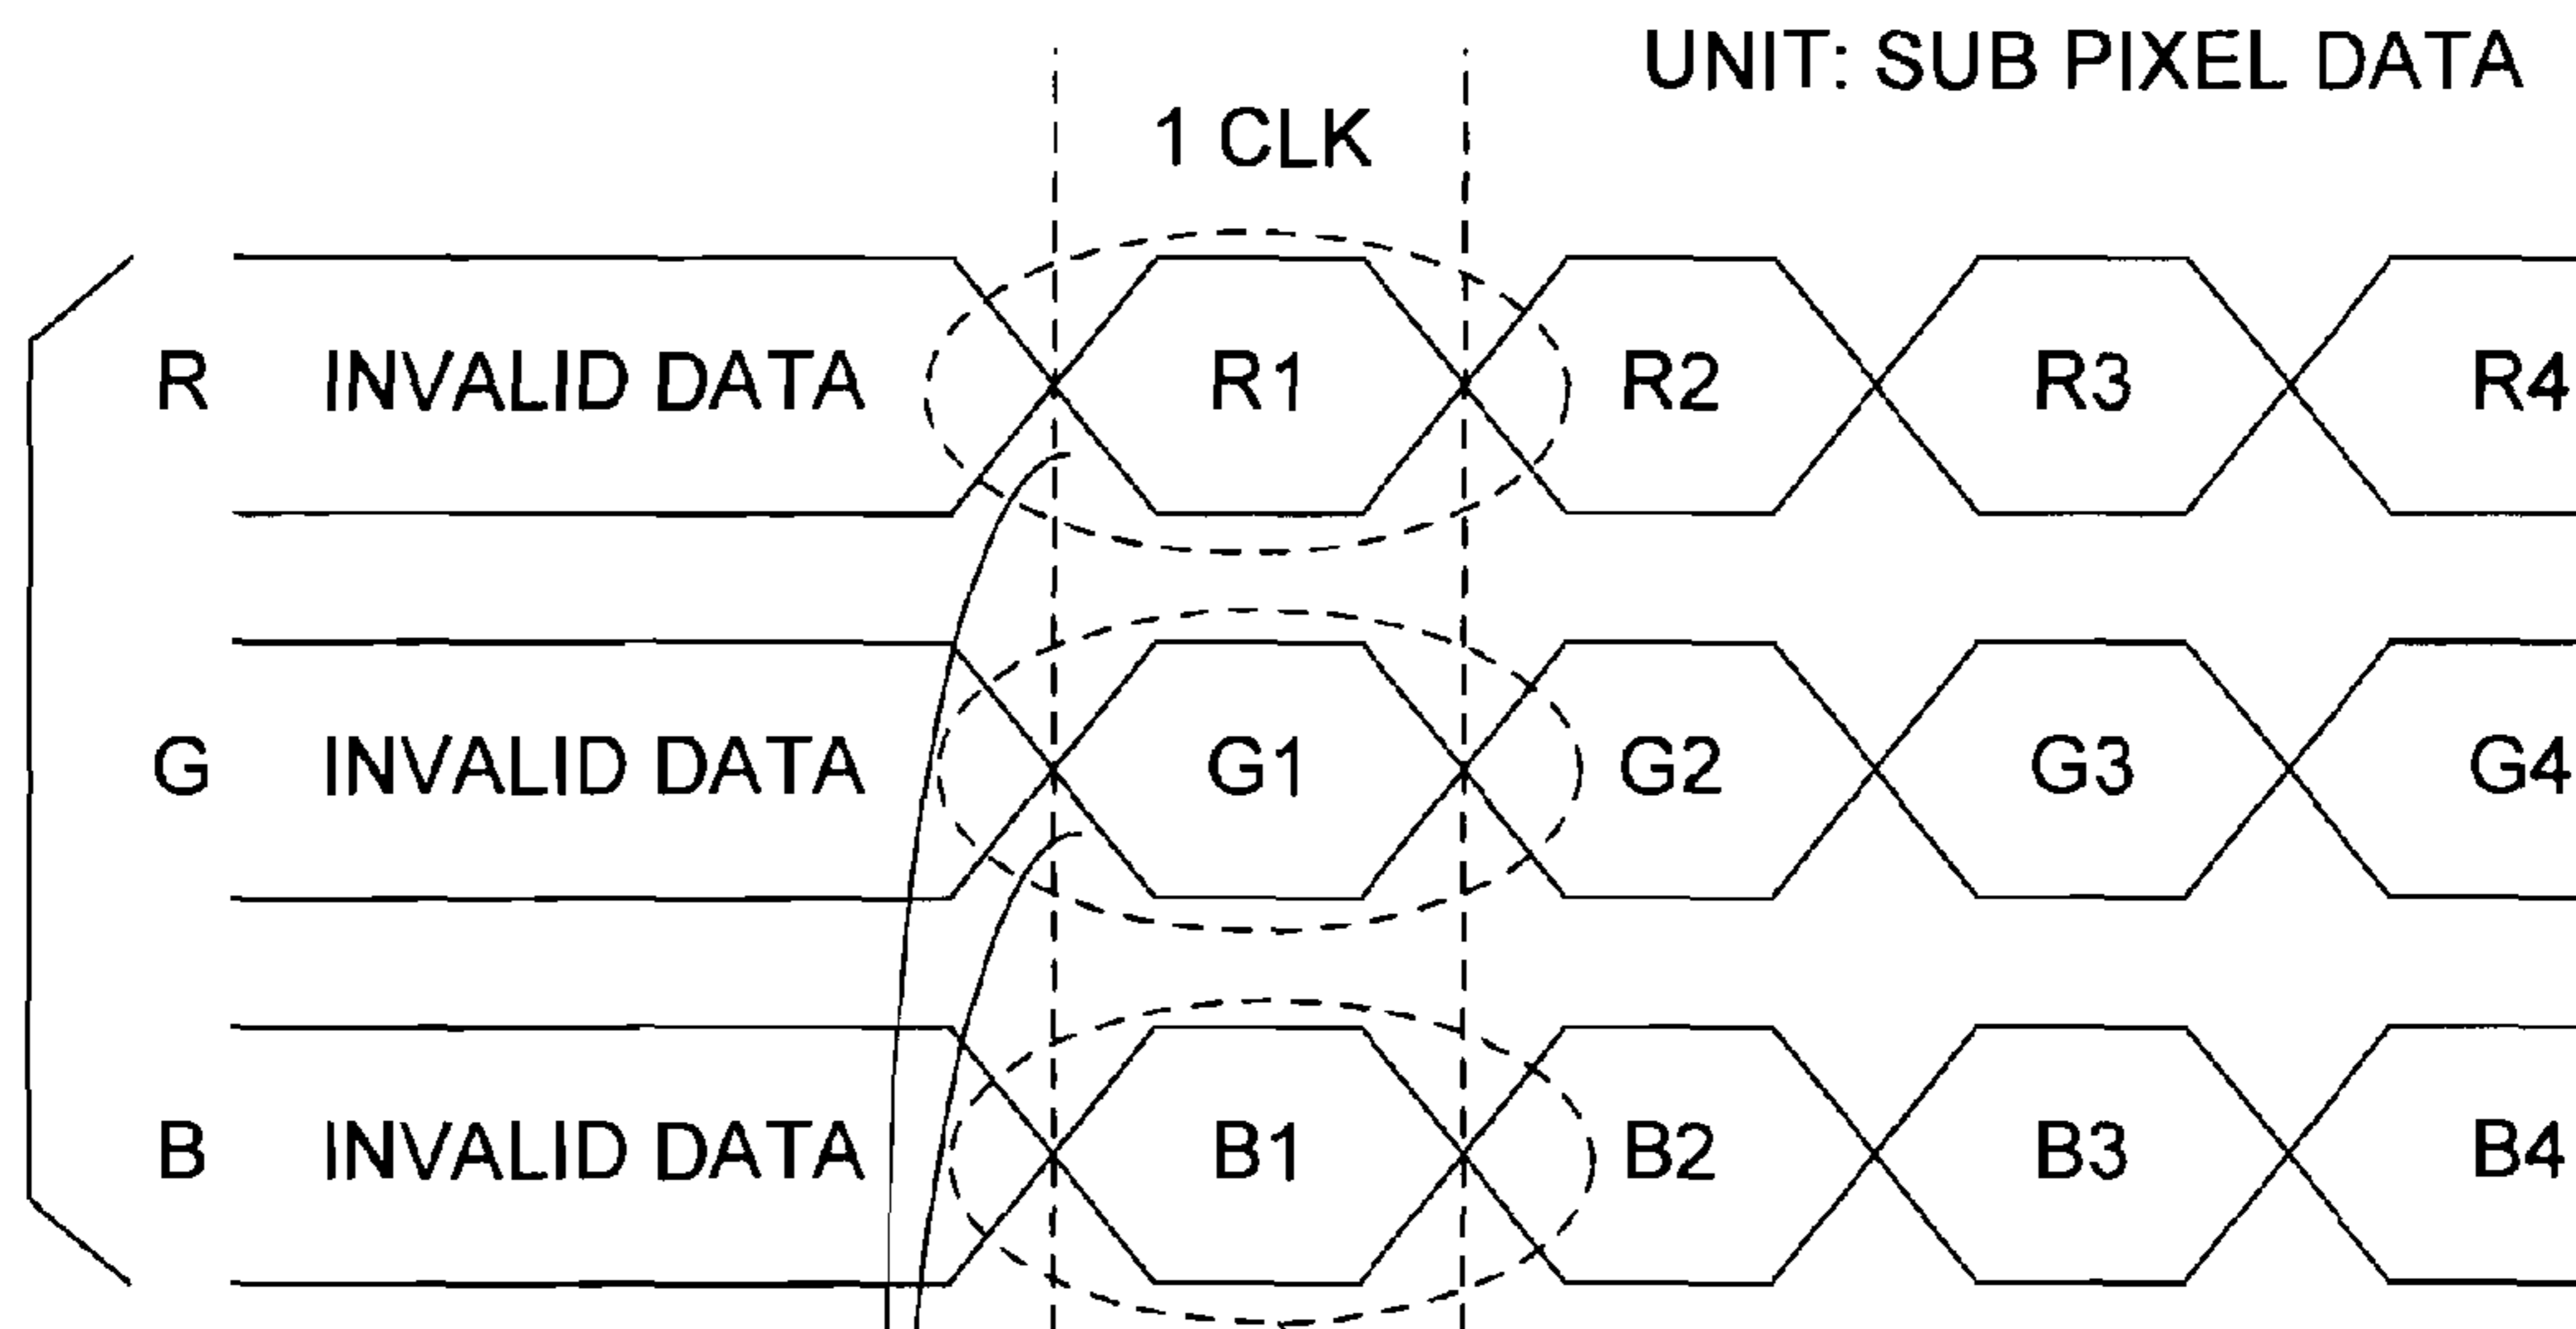 UNIT: SUB PIXEL DATA
1 CLK
R INVALID DATA R1 R2 R3 R4
G INVALID DATA G1 G2 G3 G4
B INVALID DATA B1 B2 B3 B4